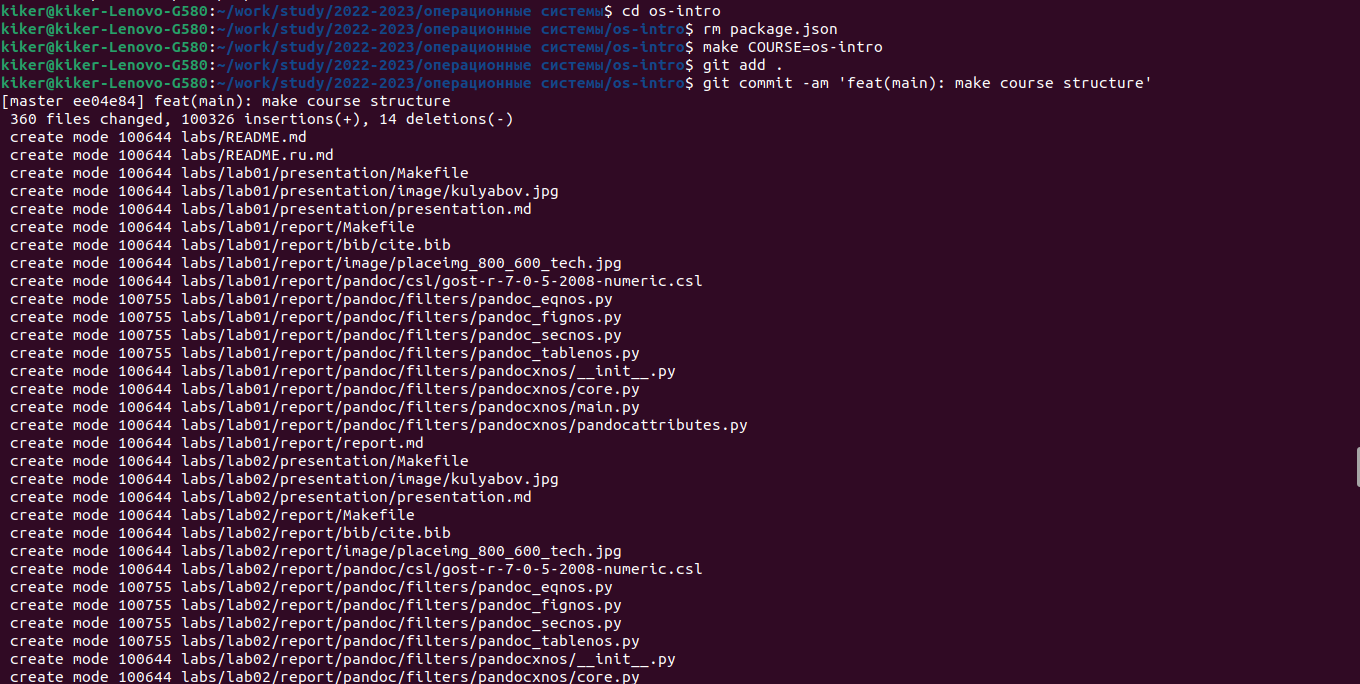 kiker@kiker-Lenovo-G580:~/work/study/2022-2023/операционные системы$ cd os-intro
kiker@kiker-Lenovo-G580:~/work/study/2022-2023/операционные системы/os-intro$ rm package.json
kiker@kiker-Lenovo-G580:~/work/study/2022-2023/операционные системы/os-intro$ make COURSE=os-intro
kiker@kiker-Lenovo-G580:~/work/study/2022-2023/операционные системы/os-intro$ git add .
kiker@kiker-Lenovo-G580:~/work/study/2022-2023/операционные системы/os-intro$ git commit -am 'feat(main): make course structure'
[master ee04e84] feat(main): make course structure
 360 files changed, 100326 insertions(+), 14 deletions(-)
 create mode 100644 labs/README.md
 create mode 100644 labs/README.ru.md
 create mode 100644 labs/lab01/presentation/Makefile
 create mode 100644 labs/lab01/presentation/image/kulyabov.jpg
 create mode 100644 labs/lab01/presentation/presentation.md
 create mode 100644 labs/lab01/report/Makefile
 create mode 100644 labs/lab01/report/bib/cite.bib
 create mode 100644 labs/lab01/report/image/placeimg_800_600_tech.jpg
 create mode 100644 labs/lab01/report/pandoc/csl/gost-r-7-0-5-2008-numeric.csl
 create mode 100755 labs/lab01/report/pandoc/filters/pandoc_eqnos.py
 create mode 100755 labs/lab01/report/pandoc/filters/pandoc_fignos.py
 create mode 100755 labs/lab01/report/pandoc/filters/pandoc_secnos.py
 create mode 100755 labs/lab01/report/pandoc/filters/pandoc_tablenos.py
 create mode 100644 labs/lab01/report/pandoc/filters/pandocxnos/__init__.py
 create mode 100644 labs/lab01/report/pandoc/filters/pandocxnos/core.py
 create mode 100644 labs/lab01/report/pandoc/filters/pandocxnos/main.py
 create mode 100644 labs/lab01/report/pandoc/filters/pandocxnos/pandocattributes.py
 create mode 100644 labs/lab01/report/report.md
 create mode 100644 labs/lab02/presentation/Makefile
 create mode 100644 labs/lab02/presentation/image/kulyabov.jpg
 create mode 100644 labs/lab02/presentation/presentation.md
 create mode 100644 labs/lab02/report/Makefile
 create mode 100644 labs/lab02/report/bib/cite.bib
 create mode 100644 labs/lab02/report/image/placeimg_800_600_tech.jpg
 create mode 100644 labs/lab02/report/pandoc/csl/gost-r-7-0-5-2008-numeric.csl
 create mode 100755 labs/lab02/report/pandoc/filters/pandoc_eqnos.py
 create mode 100755 labs/lab02/report/pandoc/filters/pandoc_fignos.py
 create mode 100755 labs/lab02/report/pandoc/filters/pandoc_secnos.py
 create mode 100755 labs/lab02/report/pandoc/filters/pandoc_tablenos.py
 create mode 100644 labs/lab02/report/pandoc/filters/pandocxnos/__init__.py
 create mode 100644 labs/lab02/report/pandoc/filters/pandocxnos/core.py